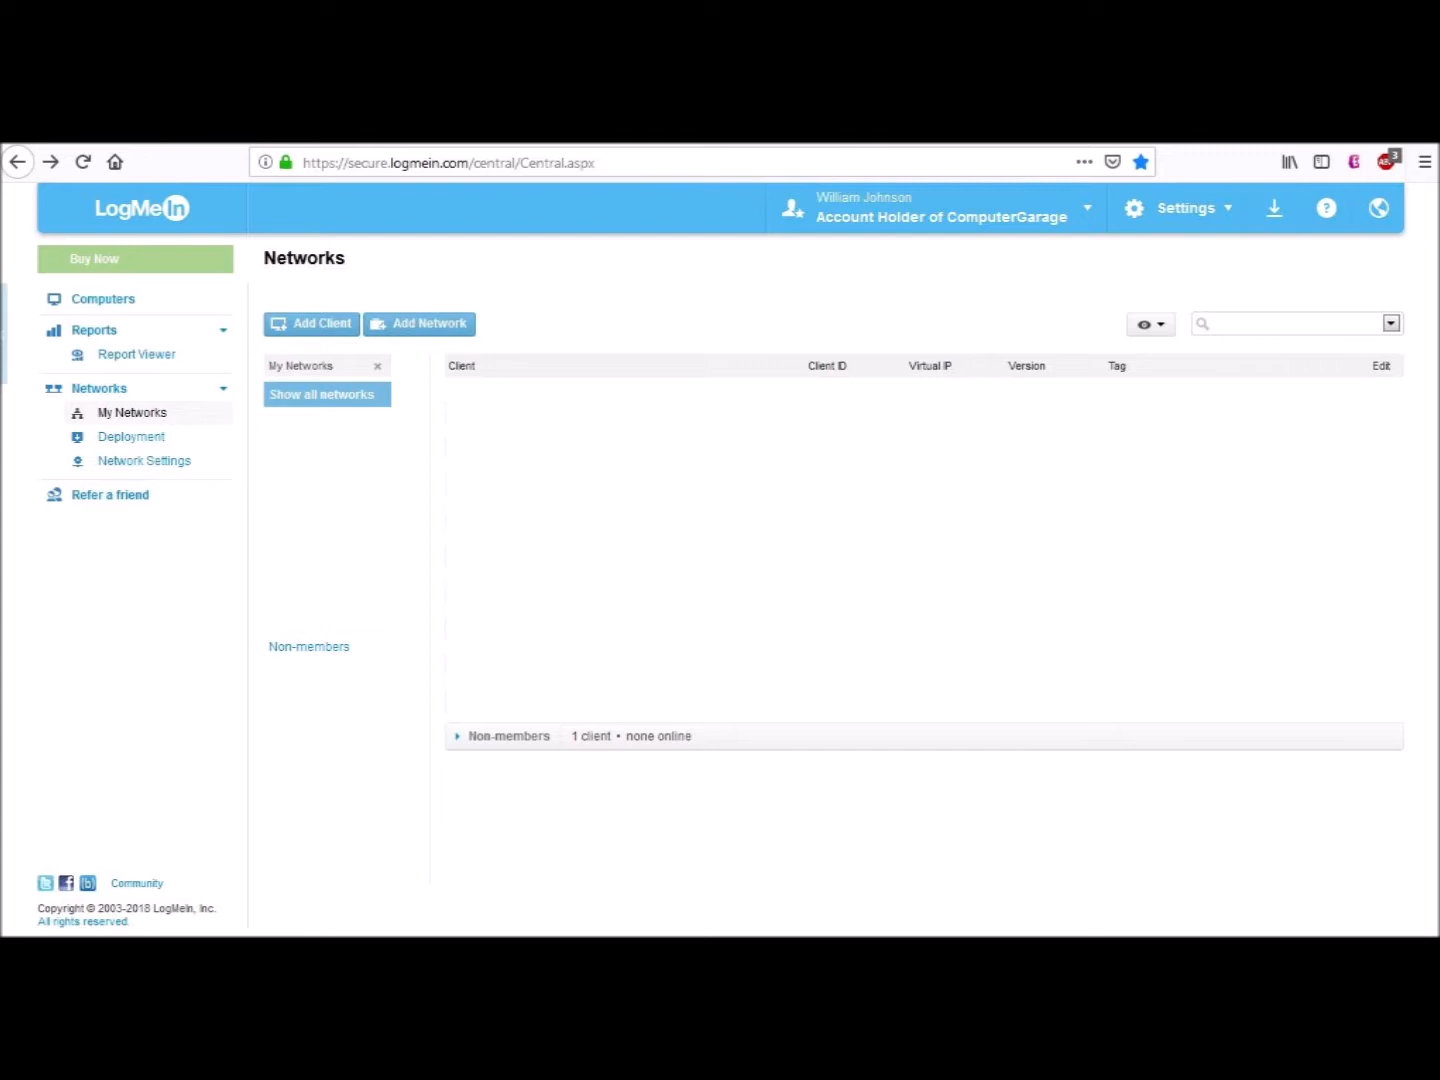 https://secure.logmein.com/central/Central.aspx
3
LogMeIn
William Johnson
Account Holder of ComputerGarage
Settings
?
Buy Now
Networks
Computers
Reports
Report Viewer
Networks
My Networks
Deployment
Network Settings
Refer a friend
Add Client
Add Network
My Networks ×
Client Client ID Virtual IP Version Tag Edit
Show all networks
Non-members
Non-members 1 client • none online
Community
Copyright © 2003-2018 LogMeIn, Inc.
All rights reserved.